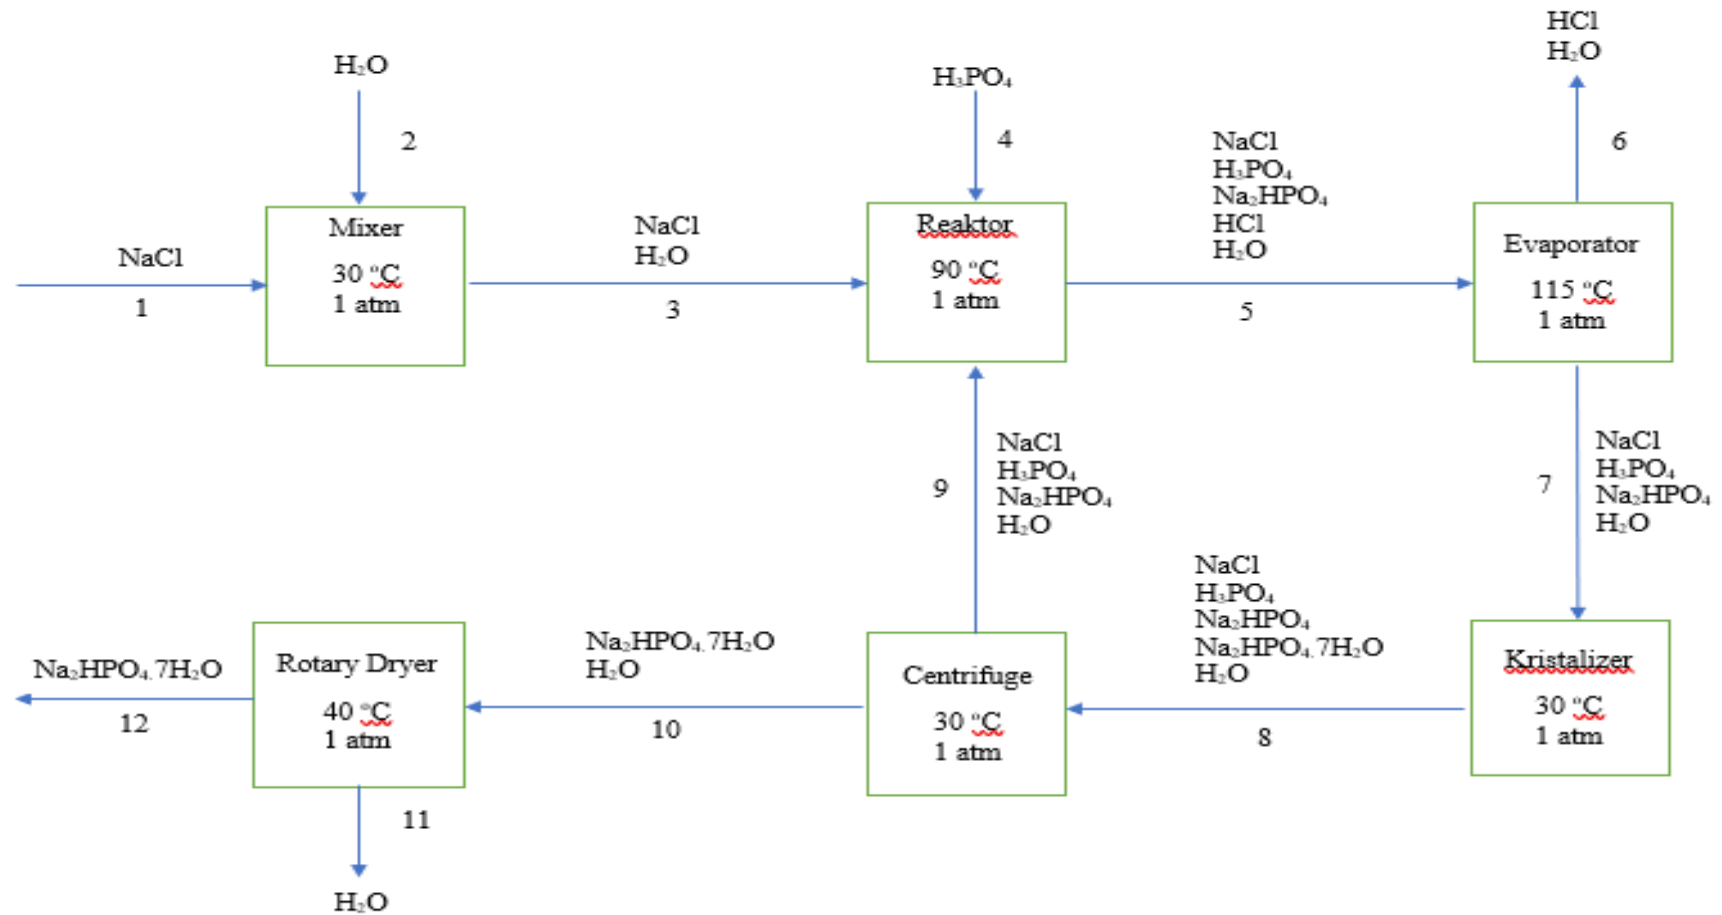 HCl
H₂O
H₂O
H₃PO₄
2
4
6
NaCl
H₃PO₄
Na₂HPO₄
HCl
H₂O
Mixer
30 °C
1 atm
NaCl
1
NaCl
H₂O
3
Reaktor
90 °C
1 atm
5
Evaporator
115 °C
1 atm
9
NaCl
H₃PO₄
Na₂HPO₄
H₂O
7
NaCl
H₃PO₄
Na₂HPO₄
H₂O
NaCl
H₃PO₄
Na₂HPO₄
Na₂HPO₄.7H₂O
H₂O
8
Na₂HPO₄.7H₂O
12
Rotary Dryer
40 °C
1 atm
Na₂HPO₄.7H₂O
H₂O
10
Centrifuge
30 °C
1 atm
Kristalizer
30 °C
1 atm
11
H₂O